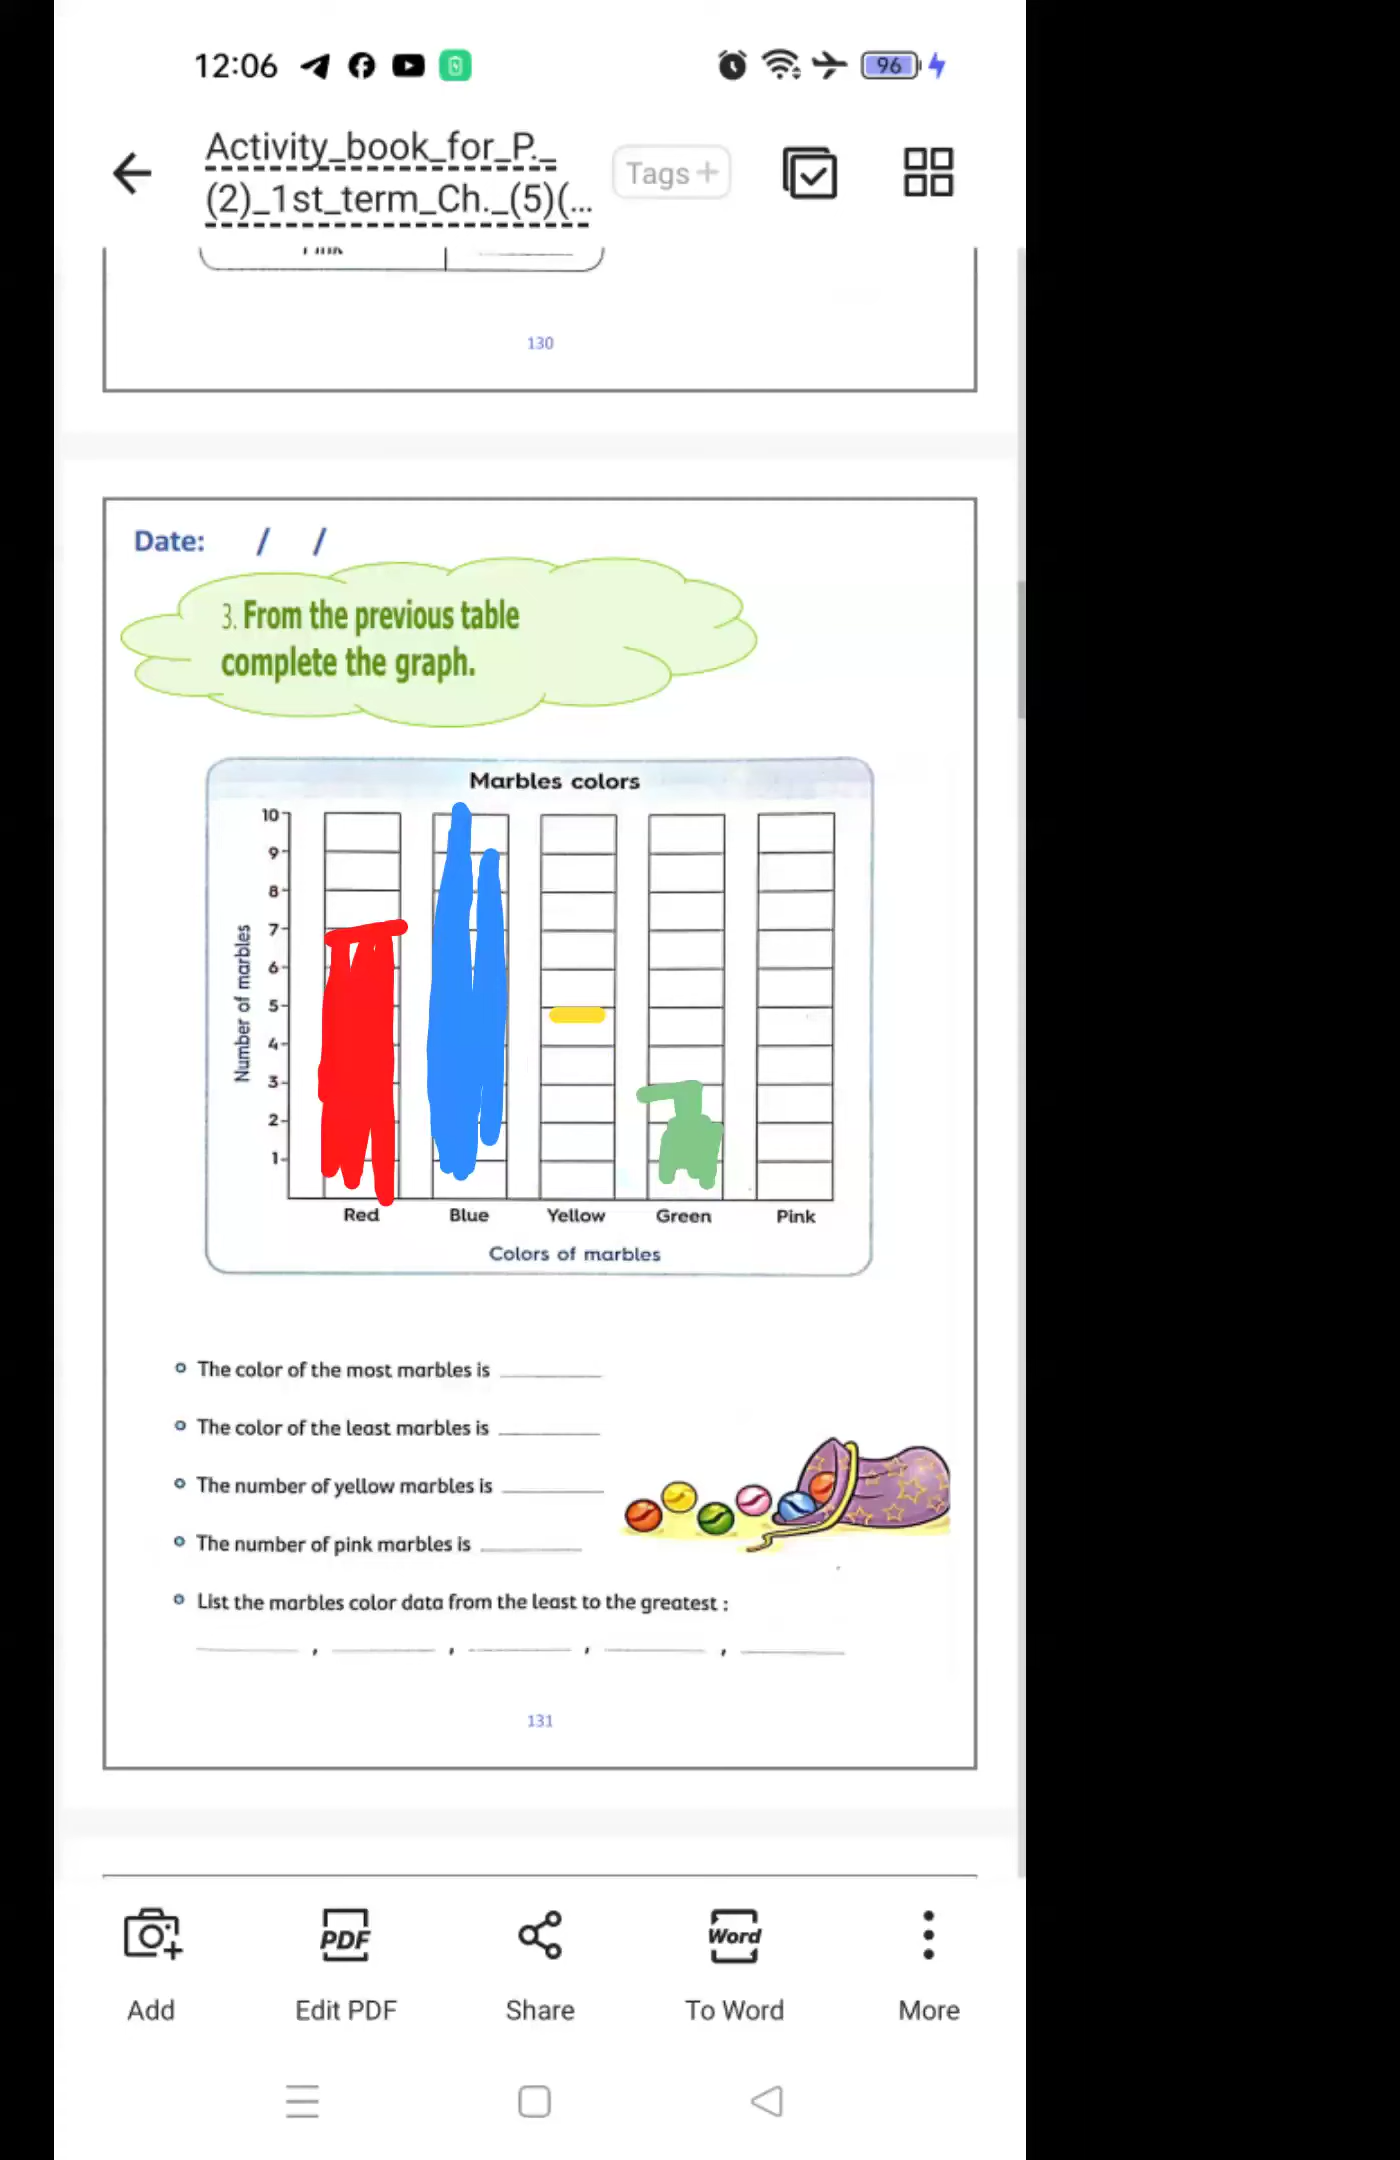 12:06
96
Activity_book_for_P._
(2)_1st_term_Ch._(5)(...
Tags +
Pink
130
Date: / /
3. From the previous table
complete the graph.
Marbles colors
10
9
8
7
6
5
4
3
2
1
Number of marbles
Red Blue Yellow Green Pink
Colors of marbles
The color of the most marbles is
The color of the least marbles is
The number of yellow marbles is
The number of pink marbles is
List the marbles color data from the least to the greatest :
, , , ,
131
PDF Word
Add Edit PDF Share To Word More